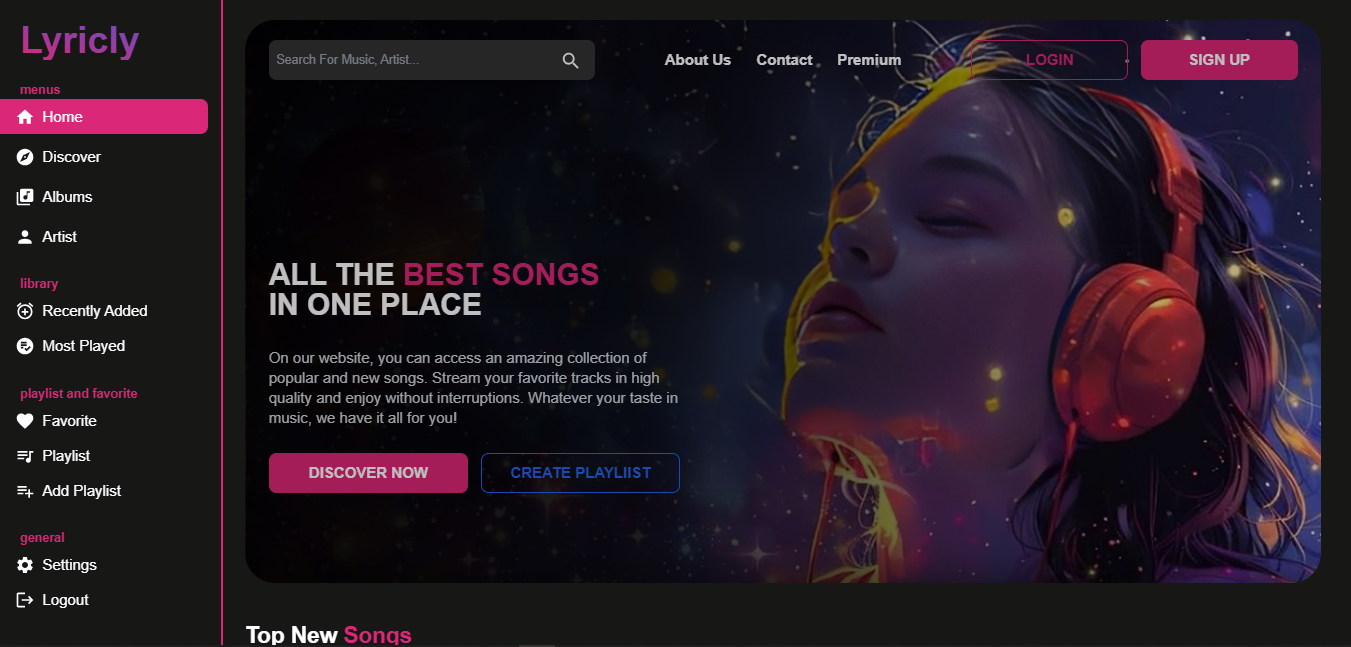 Lyricly
menus
Home
Discover
Albums
Artist
library
Recently Added
Most Played
playlist and favorite
Favorite
Playlist
Add Playlist
general
Settings
Logout
Search For Music, Artist...
About Us
Contact
Premium
LOGIN
SIGN UP
ALL THE BEST SONGS
IN ONE PLACE
On our website, you can access an amazing collection of
popular and new songs. Stream your favorite tracks in high
quality and enjoy without interruptions. Whatever your taste in
music, we have it all for you!
DISCOVER NOW
CREATE PLAYLIIST
Top New Songs